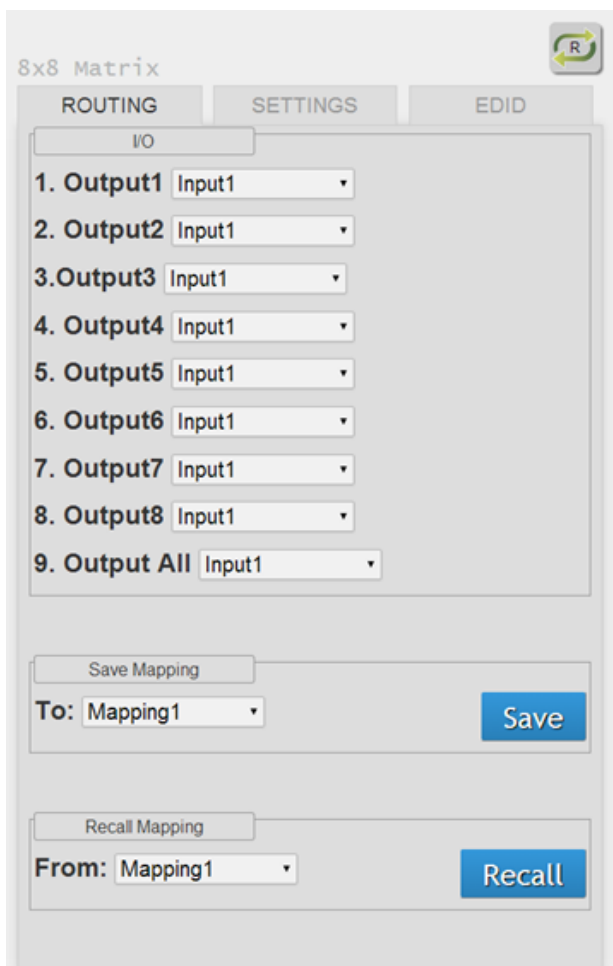 R
8x8 Matrix
ROUTING SETTINGS EDID
I/O
1. Output1 Input1
2. Output2 Input1
3.Output3 Input1
4. Output4 Input1
5. Output5 Input1
6. Output6 Input1
7. Output7 Input1
8. Output8 Input1
9. Output All Input1
Save Mapping
To: Mapping1 Save
Recall Mapping
From: Mapping1 Recall